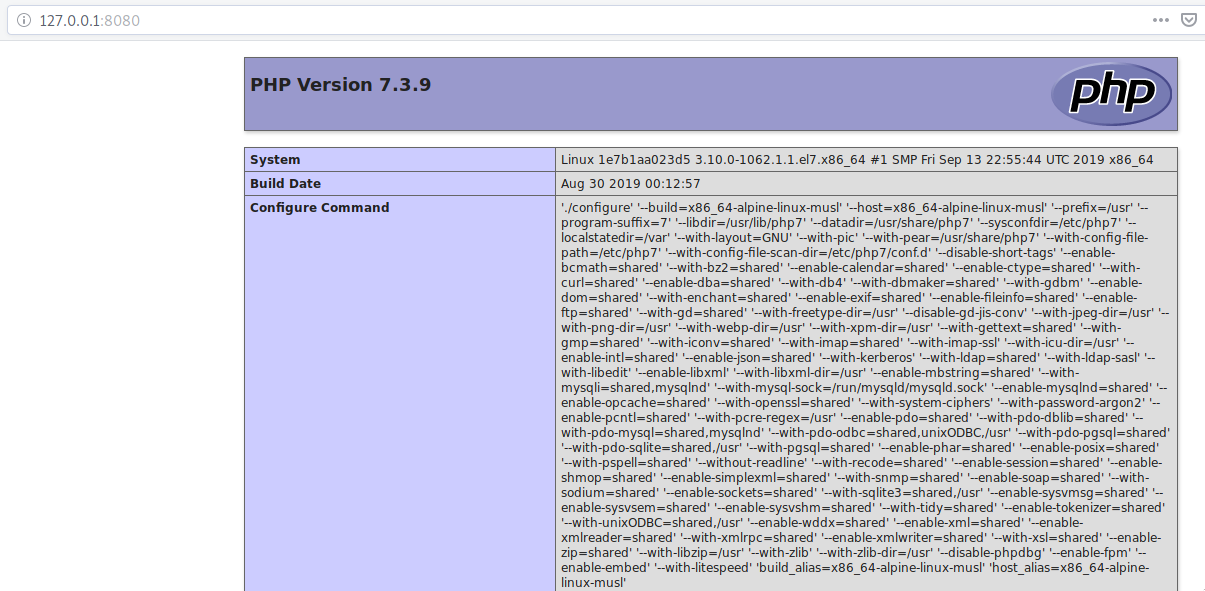 127.0.0.1:8080
PHP Version 7.3.9
php
System
Linux 1e7b1aa023d5 3.10.0-1062.1.1.el7.x86_64 #1 SMP Fri Sep 13 22:55:44 UTC 2019 x86_64
Build Date
Aug 30 2019 00:12:57
Configure Command
'./configure' '--build=x86_64-alpine-linux-musl' '--host=x86_64-alpine-linux-musl' '--prefix=/usr' '--
program-suffix=7' '--libdir=/usr/lib/php7' '--datadir=/usr/share/php7' '--sysconfdir=/etc/php7' '--
localstatedir=/var' '--with-layout=GNU' '--with-pic' '--with-pear=/usr/share/php7' '--with-config-file-
path=/etc/php7' '--with-config-file-scan-dir=/etc/php7/conf.d' '--disable-short-tags' '--enable-
bcmath=shared' '--with-bz2=shared' '--enable-calendar=shared' '--enable-ctype=shared' '--with-
curl=shared' '--enable-dba=shared' '--with-db4' '--with-dbmaker=shared' '--with-gdbm' '--enable-
dom=shared' '--with-enchant=shared' '--enable-exif=shared' '--enable-fileinfo=shared' '--enable-
ftp=shared' '--with-gd=shared' '--with-freetype-dir=/usr' '--disable-gd-jis-conv' '--with-jpeg-dir=/usr' '--
with-png-dir=/usr' '--with-webp-dir=/usr' '--with-xpm-dir=/usr' '--with-gettext=shared' '--with-
gmp=shared' '--with-iconv=shared' '--with-imap=shared' '--with-imap-ssl' '--with-icu-dir=/usr' '--
enable-intl=shared' '--enable-json=shared' '--with-kerberos' '--with-ldap=shared' '--with-ldap-sasl' '--
with-libedit' '--enable-libxml' '--with-libxml-dir=/usr' '--enable-mbstring=shared' '--with-
mysqli=shared,mysqlnd' '--with-mysql-sock=/run/mysqld/mysqld.sock' '--enable-mysqlnd=shared' '--
enable-opcache=shared' '--with-openssl=shared' '--with-system-ciphers' '--with-password-argon2' '--
enable-pcntl=shared' '--with-pcre-regex=/usr' '--enable-pdo=shared' '--with-pdo-dblib=shared' '--
with-pdo-mysql=shared,mysqlnd' '--with-pdo-odbc=shared,unixODBC,/usr' '--with-pdo-pgsql=shared'
'--with-pdo-sqlite=shared,/usr' '--with-pgsql=shared' '--enable-phar=shared' '--enable-posix=shared'
'--with-pspell=shared' '--without-readline' '--with-recode=shared' '--enable-session=shared' '--enable-
shmop=shared' '--enable-simplexml=shared' '--with-snmp=shared' '--enable-soap=shared' '--with-
sodium=shared' '--enable-sockets=shared' '--with-sqlite3=shared,/usr' '--enable-sysvmsg=shared' '--
enable-sysvsem=shared' '--enable-sysvshm=shared' '--with-tidy=shared' '--enable-tokenizer=shared'
'--with-unixODBC=shared,/usr' '--enable-wddx=shared' '--enable-xml=shared' '--enable-
xmlreader=shared' '--with-xmlrpc=shared' '--enable-xmlwriter=shared' '--with-xsl=shared' '--enable-
zip=shared' '--with-libzip=/usr' '--with-zlib' '--with-zlib-dir=/usr' '--disable-phpdbg' '--enable-fpm' '--
enable-embed' '--with-litespeed' 'build_alias=x86_64-alpine-linux-musl' 'host_alias=x86_64-alpine-
linux-musl'